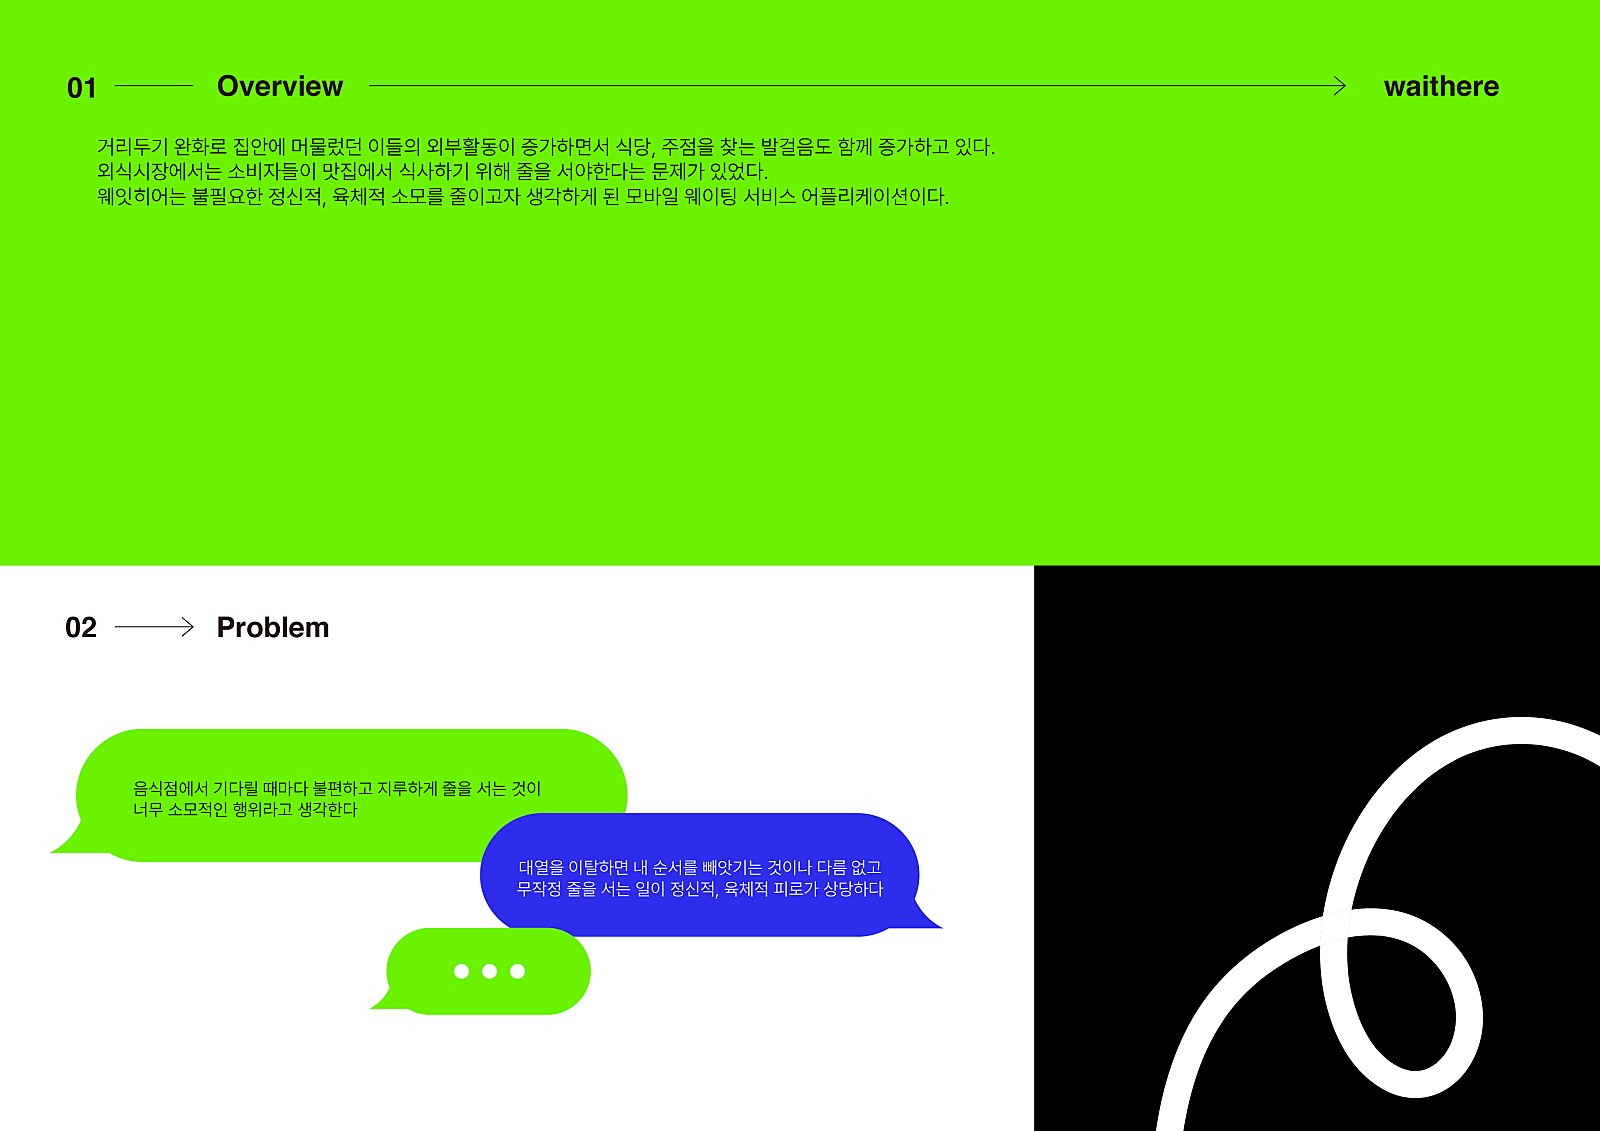 01 Overview waithere
거리두기 완화로 집안에 머물렀던 이들의 외부활동이 증가하면서 식당, 주점을 찾는 발걸음도 함께 증가하고 있다.
외식시장에서는 소비자들이 맛집에서 식사하기 위해 줄을 서야한다는 문제가 있었다.
웨잇히어는 불필요한 정신적, 육체적 소모를 줄이고자 생각하게 된 모바일 웨이팅 서비스 어플리케이션이다.
02 Problem
음식점에서 기다릴 때마다 불편하고 지루하게 줄을 서는 것이
너무 소모적인 행위라고 생각한다
대열을 이탈하면 내 순서를 빼앗기는 것이나 다름 없고
무작정 줄을 서는 일이 정신적, 육체적 피로가 상당하다